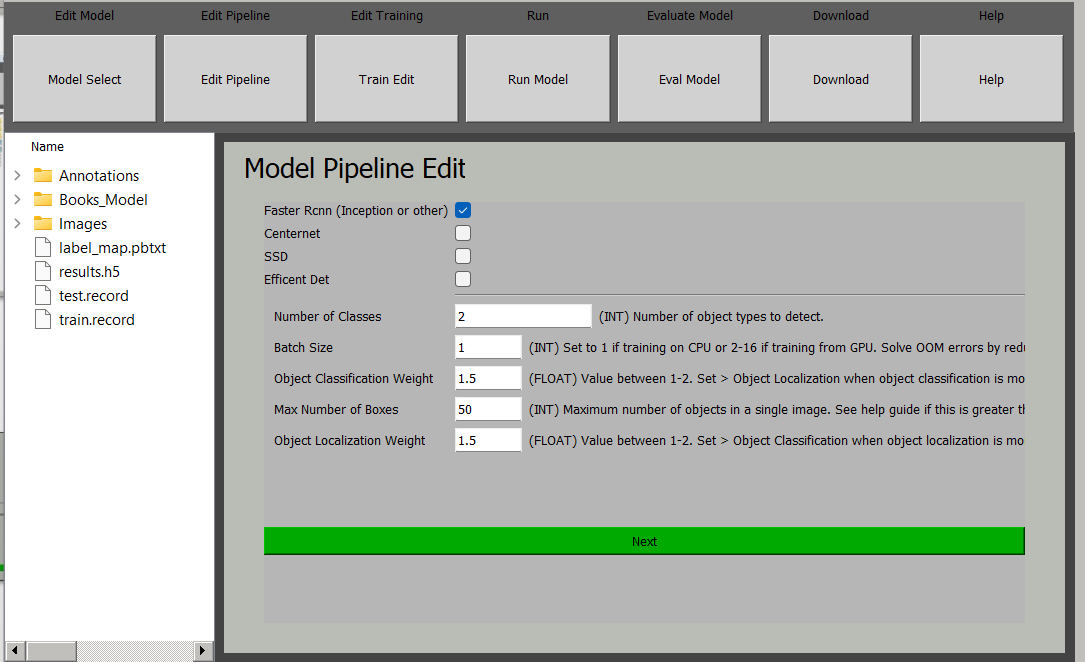 Edit Model Edit Pipeline Edit Training Run Evaluate Model Download Help
Model Select Edit Pipeline Train Edit Run Model Eval Model Download Help
Name
Annotations
Books_Model
Images
label_map.pbtxt
results.h5
test.record
train.record
Model Pipeline Edit
Faster Rcnn (Inception or other)
Centernet
SSD
Efficent Det
Number of Classes 2 (INT) Number of object types to detect.
Batch Size 1 (INT) Set to 1 if training on CPU or 2-16 if training from GPU. Solve OOM errors by
Object Classification Weight 1.5 (FLOAT) Value between 1-2. Set > Object Localization when object classification is
Max Number of Boxes 50 (INT) Maximum number of objects in a single image. See help guide if this is greater
Object Localization Weight 1.5 (FLOAT) Value between 1-2. Set > Object Classification when object localization is
Next